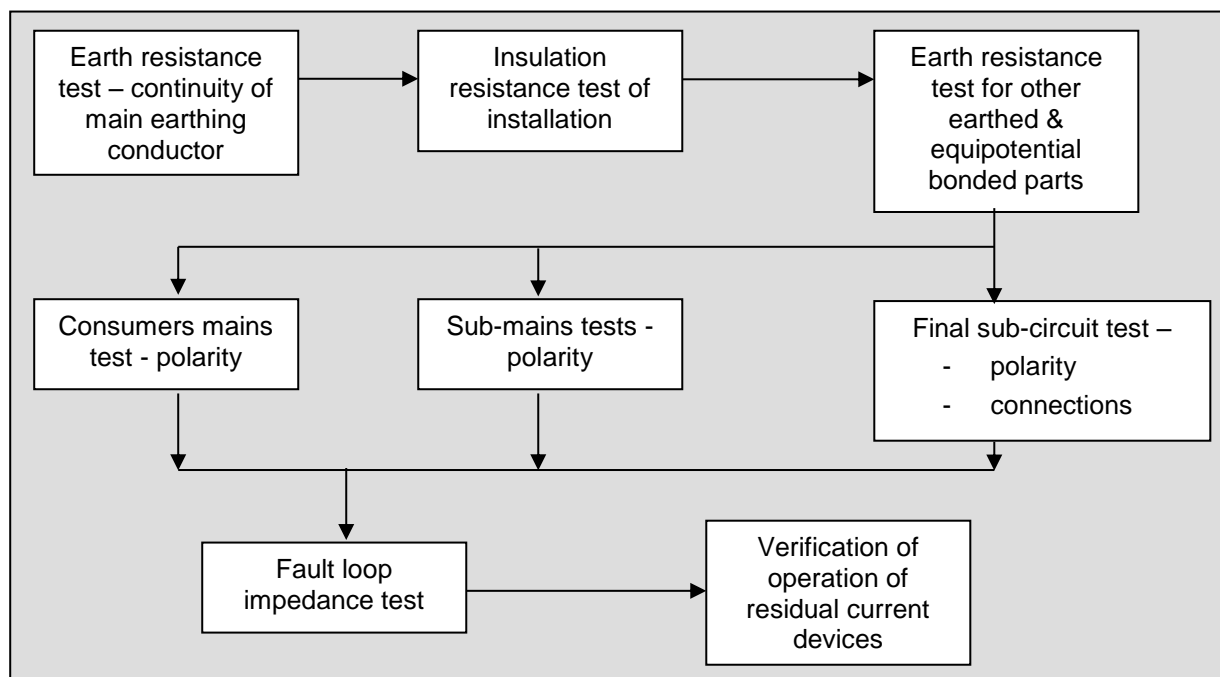 Earth resistance
test – continuity of
main earthing
conductor
Insulation
resistance test of
installation
Earth resistance
test for other
earthed &
equipotential
bonded parts
Consumers mains
test - polarity
Sub-mains tests -
polarity
Final sub-circuit test –
- polarity
- connections
Fault loop
impedance test
Verification of
operation of
residual current
devices